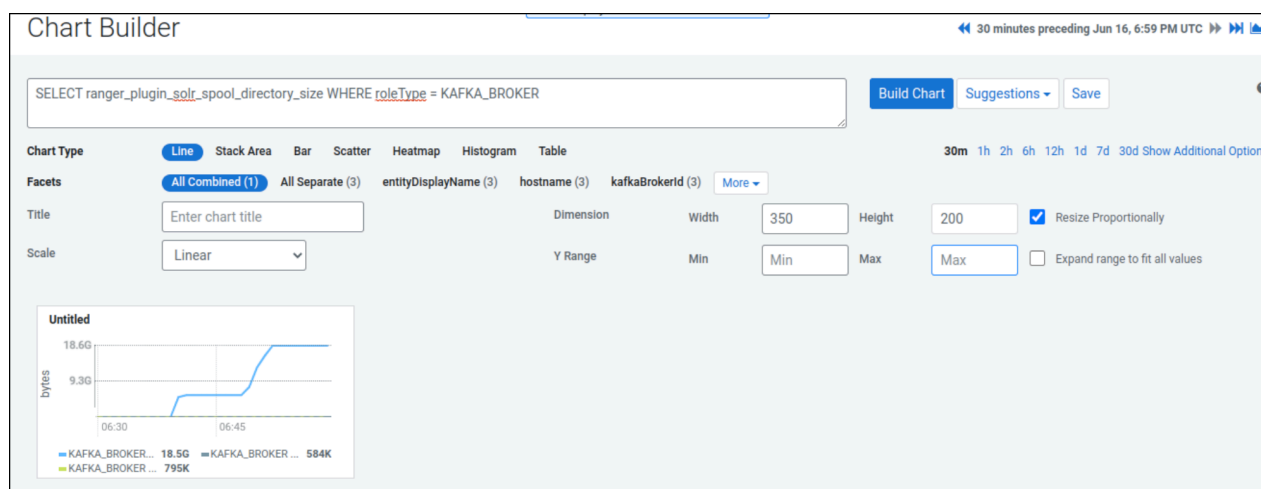 Chart Builder
30 minutes preceding Jun 16, 6:59 PM UTC
SELECT ranger_plugin_solr_spool_directory_size WHERE roleType = KAFKA_BROKER
Build Chart Suggestions Save
Chart Type Line Stack Area Bar Scatter Heatmap Histogram Table 30m 1h 2h 6h 12h 1d 7d 30d Show Additional Option
Facets All Combined (1) All Separate (3) entityDisplayName (3) hostname (3) kafkaBrokerId (3) More
Title Enter chart title Dimension Width 350 Height 200 Resize Proportionally
Scale Linear Y Range Min Min Max Max Expand range to fit all values
Untitled
18.6G
9.3G
bytes
06:30 06:45
KAFKA_BROKER... 18.5G KAFKA_BROKER ... 584K
KAFKA_BROKER ... 795K